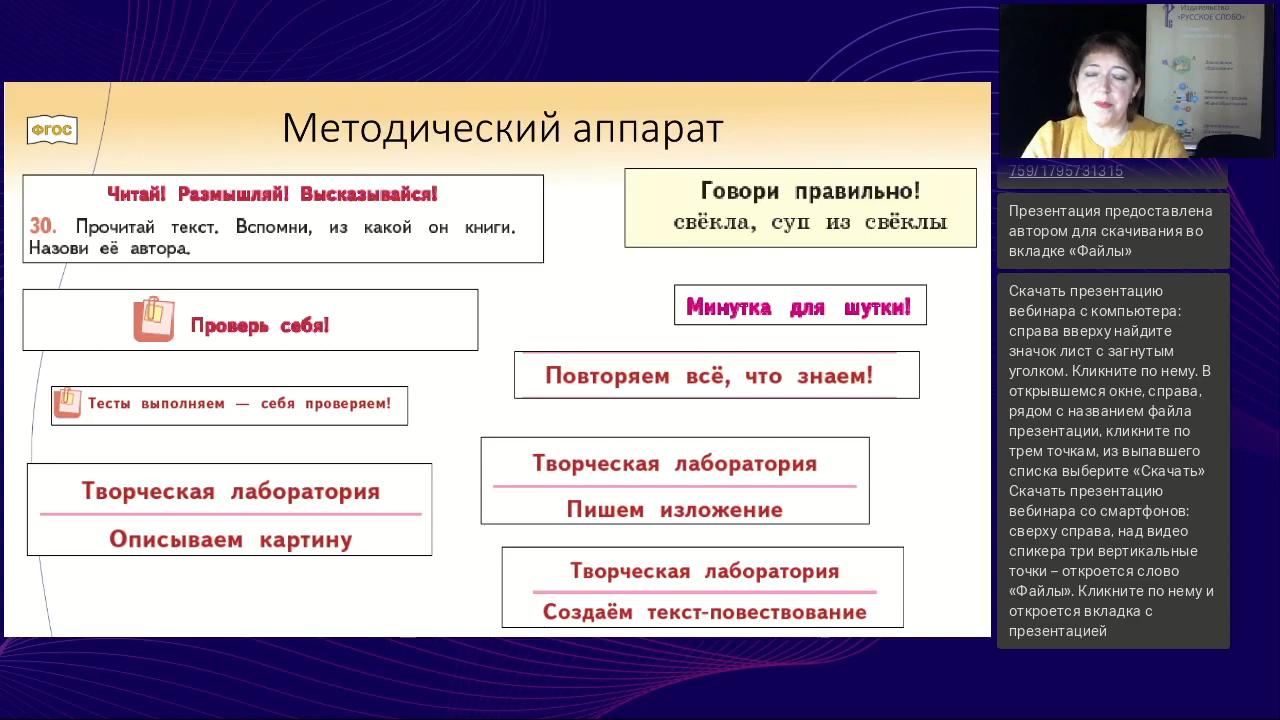 ФГОС
Методический аппарат
Читай! Размышляй! Высказывайся!
30. Прочитай текст. Вспомни, из какой он книги.
Назови её автора.
Говори правильно!
свёкла, суп из свёклы
Проверь себя!
Минутка для шутки!
Повторяем всё, что знаем!
Тесты выполняем — себя проверяем!
Творческая лаборатория
Описываем картину
Творческая лаборатория
Пишем изложение
Творческая лаборатория
Создаём текст-повествование
Издательство
«РУССКОЕ СЛОВО»
759/1795731315
Презентация предоставлена
автором для скачивания во
вкладке «Файлы»
Скачать презентацию
вебинара с компьютера:
справа вверху найдите
значок лист с загнутым
уголком. Кликните по нему. В
открывшемся окне, справа,
рядом с названием файла
презентации, кликните по
трем точкам, из выпавшего
списка выберите «Скачать»
Скачать презентацию
вебинара со смартфонов:
сверху справа, над видео
спикера три вертикальные
точки – откроется слово
«Файлы». Кликните по нему и
откроется вкладка с
презентацией